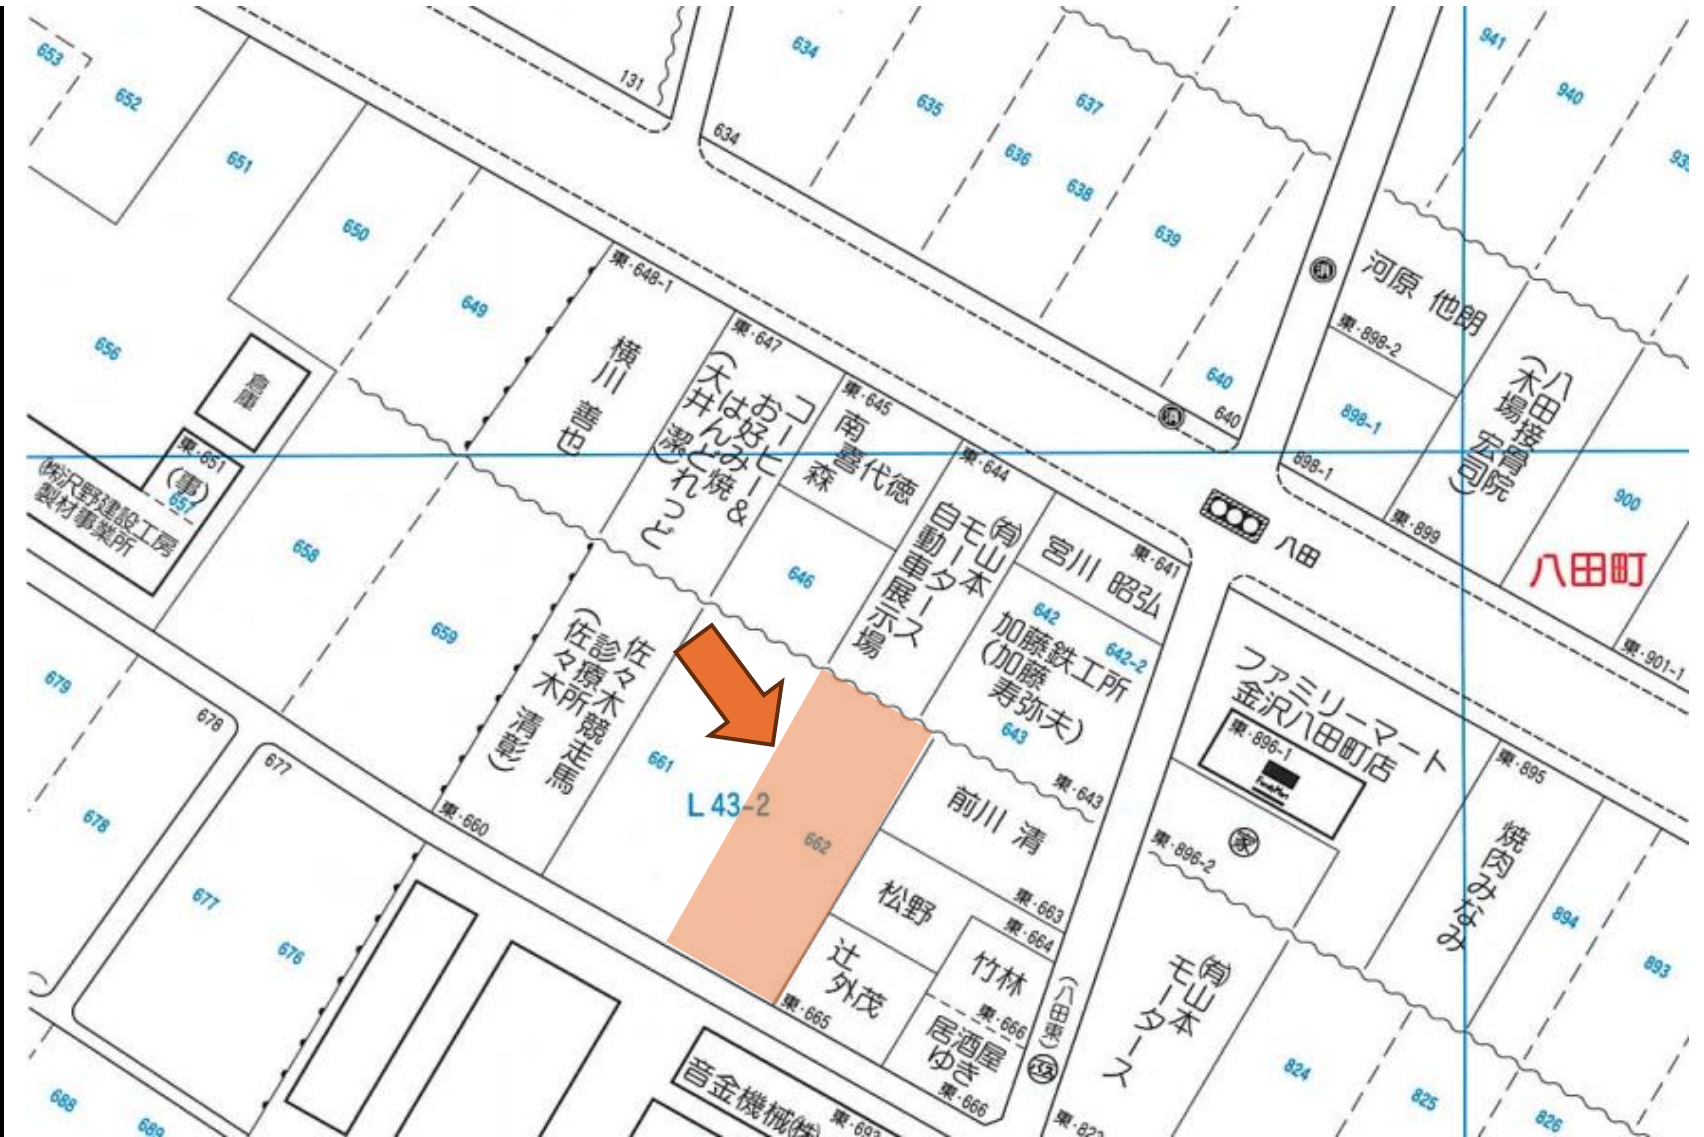 653
652
651
650
649
656
倉庫
東・651
(事)
657
㈱沢野建設工房
製材事業所
658
659
131
634
634
635
636
637
638
639
640
640
941
940
消
消
河原 他朗
東・898-2
898-1
898-1
八田接骨院
(木場 宏司)
東・899
900
八田町
東・901-1
八田
東・648-1
横川 善也
東・647
コーヒー&
お好み焼
はんどれっど
(大井 潔)
東・645
南 喜代徳
森
646
東・644
㈲山本
モータース
自動車展示場
東・641
宮川 昭弘
642
642-2
加藤鉄工所
(加藤
寿弥夫)
643
東・643
ファミリーマート
金沢八田町店
東・896-1
FamilyMart
家
東・896-2
東・895
焼肉みなみ
894
893
佐々木競走馬
診療所
(佐々木 清彰)
東・660
661
L 43-2
662
前川 清
東・663
松野
東・664
竹林
辻 外茂
東・665
東・666
居酒屋
ゆき
東・666
(八田東)
バス
㈲山本
モータース
824
825
826
679
678
678
677
677
676
688
689
音金機械㈱